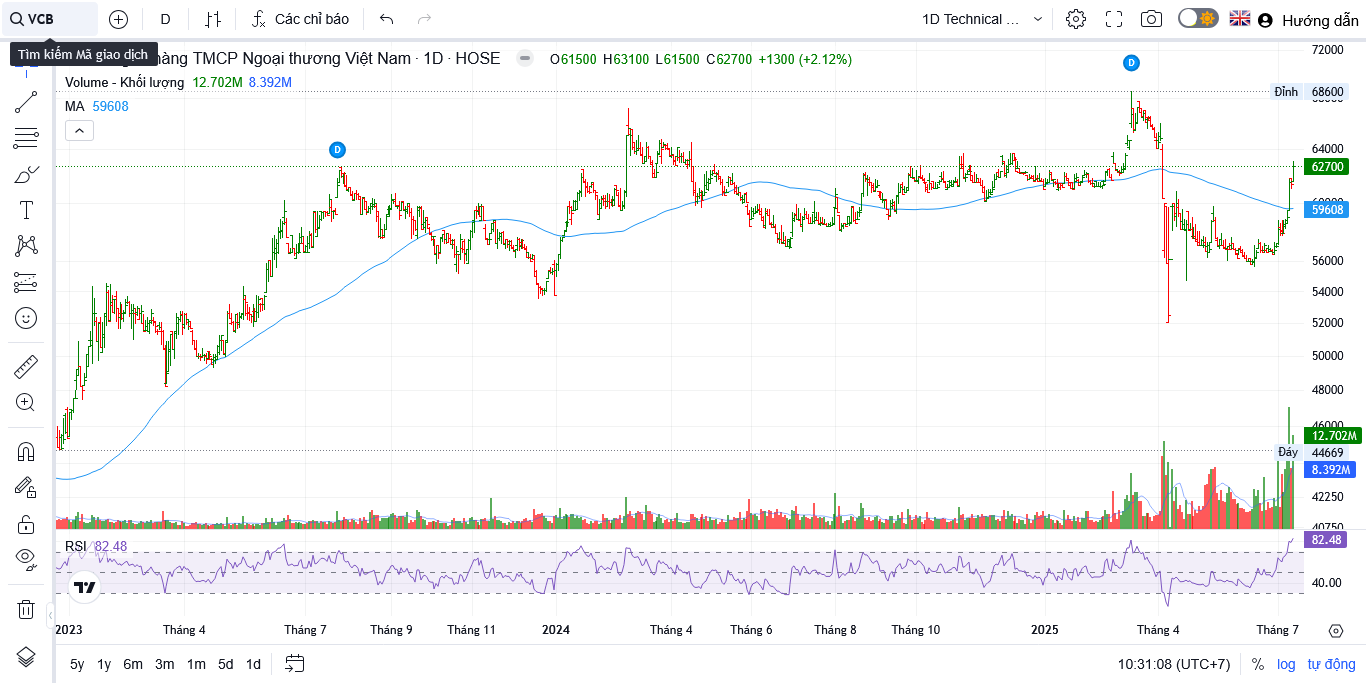 VCB
D
Các chỉ báo
1D Technical ...
Hướng dẫn
Tìm kiếm Mã giao dịch
hàng TMCP Ngoại thương Việt Nam · 1D · HOSE
O61500 H63100 L61500 C62700 +1300 (+2.12%)
Volume - Khối lượng 12.702M 8.392M
MA 59608
D
D
72000
Đỉnh 68600
64000
62700
59608
56000
54000
52000
50000
48000
46000
12.702M
Đáy 44669
8.392M
42250
40750
RSI 82.48
82.48
40.00
2023 Tháng 4 Tháng 7 Tháng 9 Tháng 11 2024 Tháng 4 Tháng 6 Tháng 8 Tháng 10 2025 Tháng 4 Tháng 7
5y 1y 6m 3m 1m 5d 1d
10:31:08 (UTC+7) % log tự động